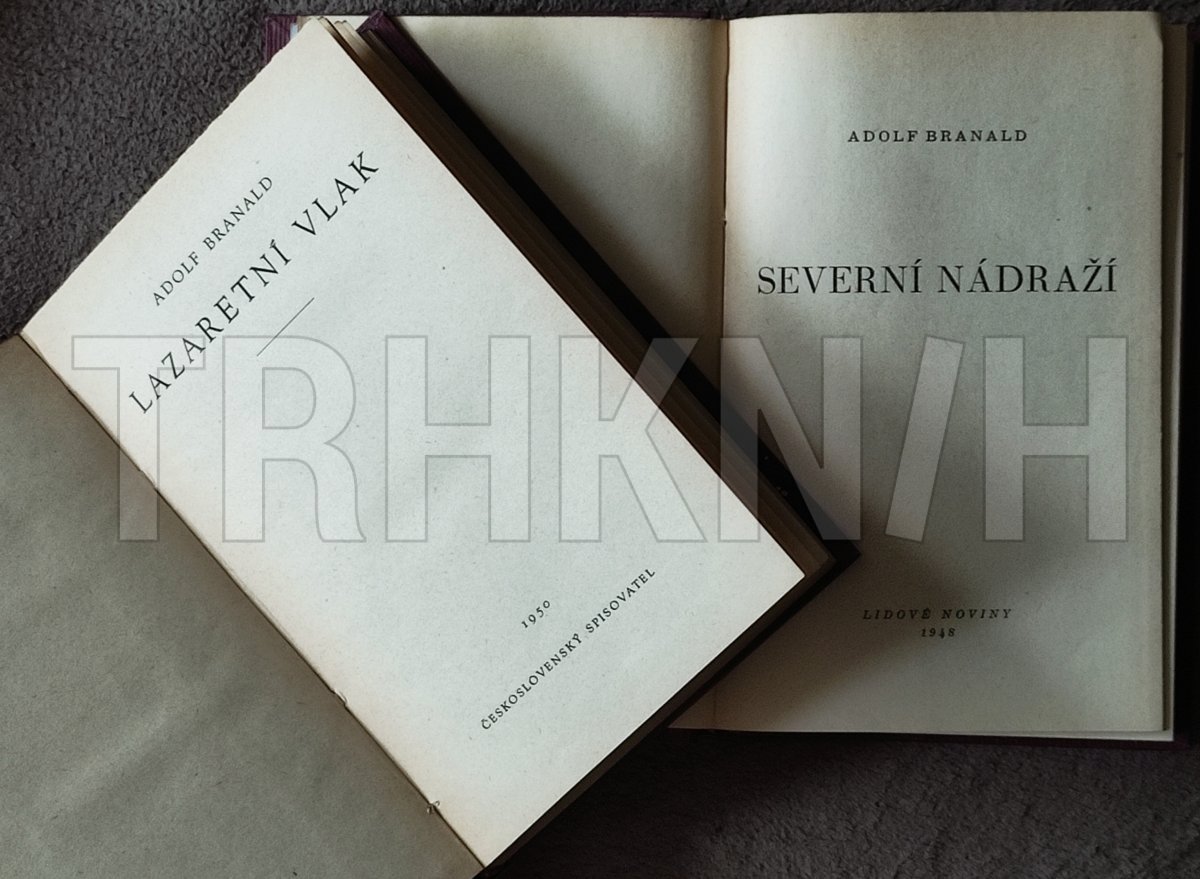 ADOLF BRANALD
LAZARETNÍ VLAK
1950
ČESKOSLOVENSKÝ SPISOVATEL
ADOLF BRANALD
SEVERNÍ NÁDRAŽÍ
LIDOVÉ NOVINY
1948
TRHKN/H